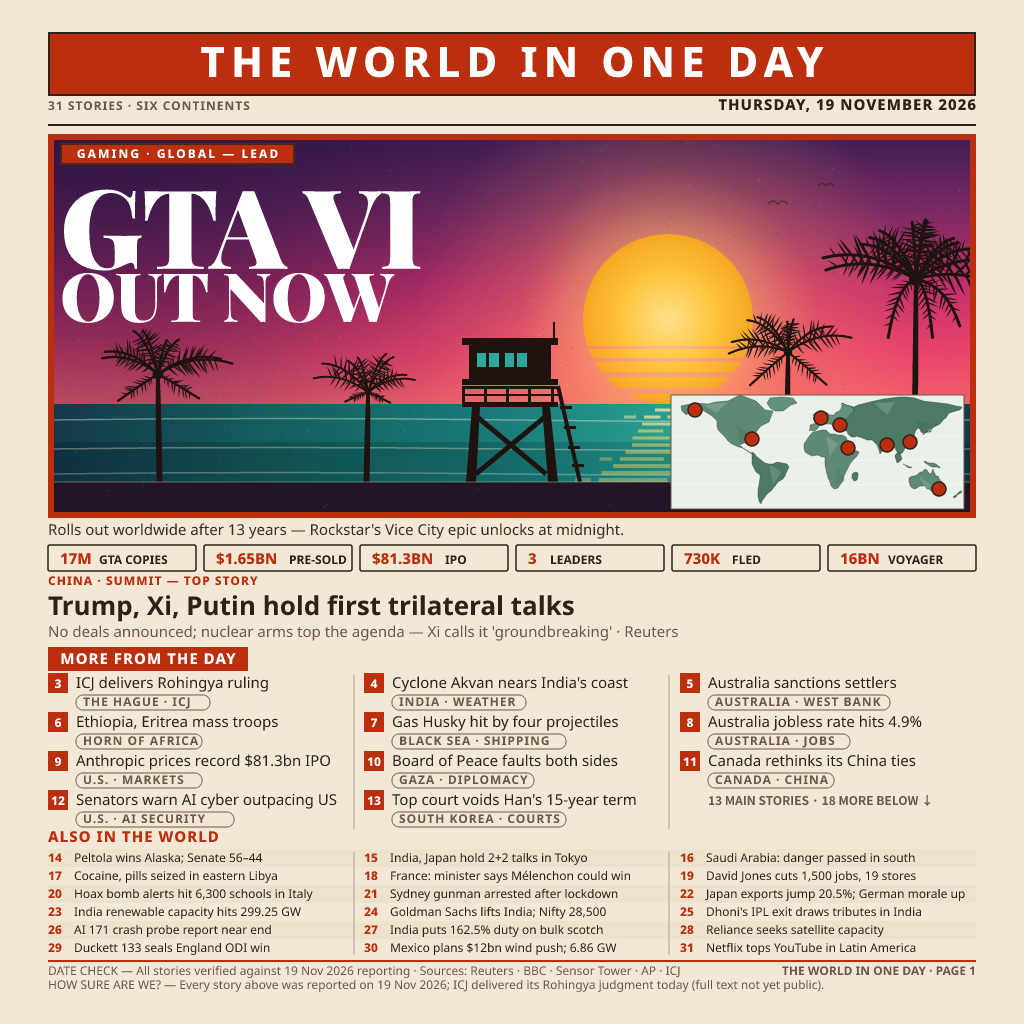 THE WORLD IN ONE DAY
31 STORIES · SIX CONTINENTS
THURSDAY, 19 NOVEMBER 2026
GAMING · GLOBAL — LEAD
GTA VI
OUT NOW
Rolls out worldwide after 13 years — Rockstar's Vice City epic unlocks at midnight.
17M GTA COPIES
$1.65BN PRE-SOLD
$81.3BN IPO
3 LEADERS
730K FLED
16BN VOYAGER
CHINA · SUMMIT — TOP STORY
Trump, Xi, Putin hold first trilateral talks
No deals announced; nuclear arms top the agenda — Xi calls it 'groundbreaking' · Reuters
MORE FROM THE DAY
3 ICJ delivers Rohingya ruling
THE HAGUE · ICJ
4 Cyclone Akvan nears India's coast
INDIA · WEATHER
5 Australia sanctions settlers
AUSTRALIA · WEST BANK
6 Ethiopia, Eritrea mass troops
HORN OF AFRICA
7 Gas Husky hit by four projectiles
BLACK SEA · SHIPPING
8 Australia jobless rate hits 4.9%
AUSTRALIA · JOBS
9 Anthropic prices record $81.3bn IPO
U.S. · MARKETS
10 Board of Peace faults both sides
GAZA · DIPLOMACY
11 Canada rethinks its China ties
CANADA · CHINA
12 Senators warn AI cyber outpacing US
U.S. · AI SECURITY
13 Top court voids Han's 15-year term
SOUTH KOREA · COURTS
13 MAIN STORIES · 18 MORE BELOW ↓
ALSO IN THE WORLD
14 Peltola wins Alaska; Senate 56–44
15 India, Japan hold 2+2 talks in Tokyo
16 Saudi Arabia: danger passed in south
17 Cocaine, pills seized in eastern Libya
18 France: minister says Mélenchon could win
19 David Jones cuts 1,500 jobs, 19 stores
20 Hoax bomb alerts hit 6,300 schools in Italy
21 Sydney gunman arrested after lockdown
22 Japan exports jump 20.5%; German morale up
23 India renewable capacity hits 299.25 GW
24 Goldman Sachs lifts India; Nifty 28,500
25 Dhoni's IPL exit draws tributes in India
26 AI 171 crash probe report near end
27 India puts 162.5% duty on bulk scotch
28 Reliance seeks satellite capacity
29 Duckett 133 seals England ODI win
30 Mexico plans $12bn wind push; 6.86 GW
31 Netflix tops YouTube in Latin America
DATE CHECK — All stories verified against 19 Nov 2026 reporting · Sources: Reuters · BBC · Sensor Tower · AP · ICJ
THE WORLD IN ONE DAY · PAGE 1
HOW SURE ARE WE? — Every story above was reported on 19 Nov 2026; ICJ delivered its Rohingya judgment today (full text not yet public).